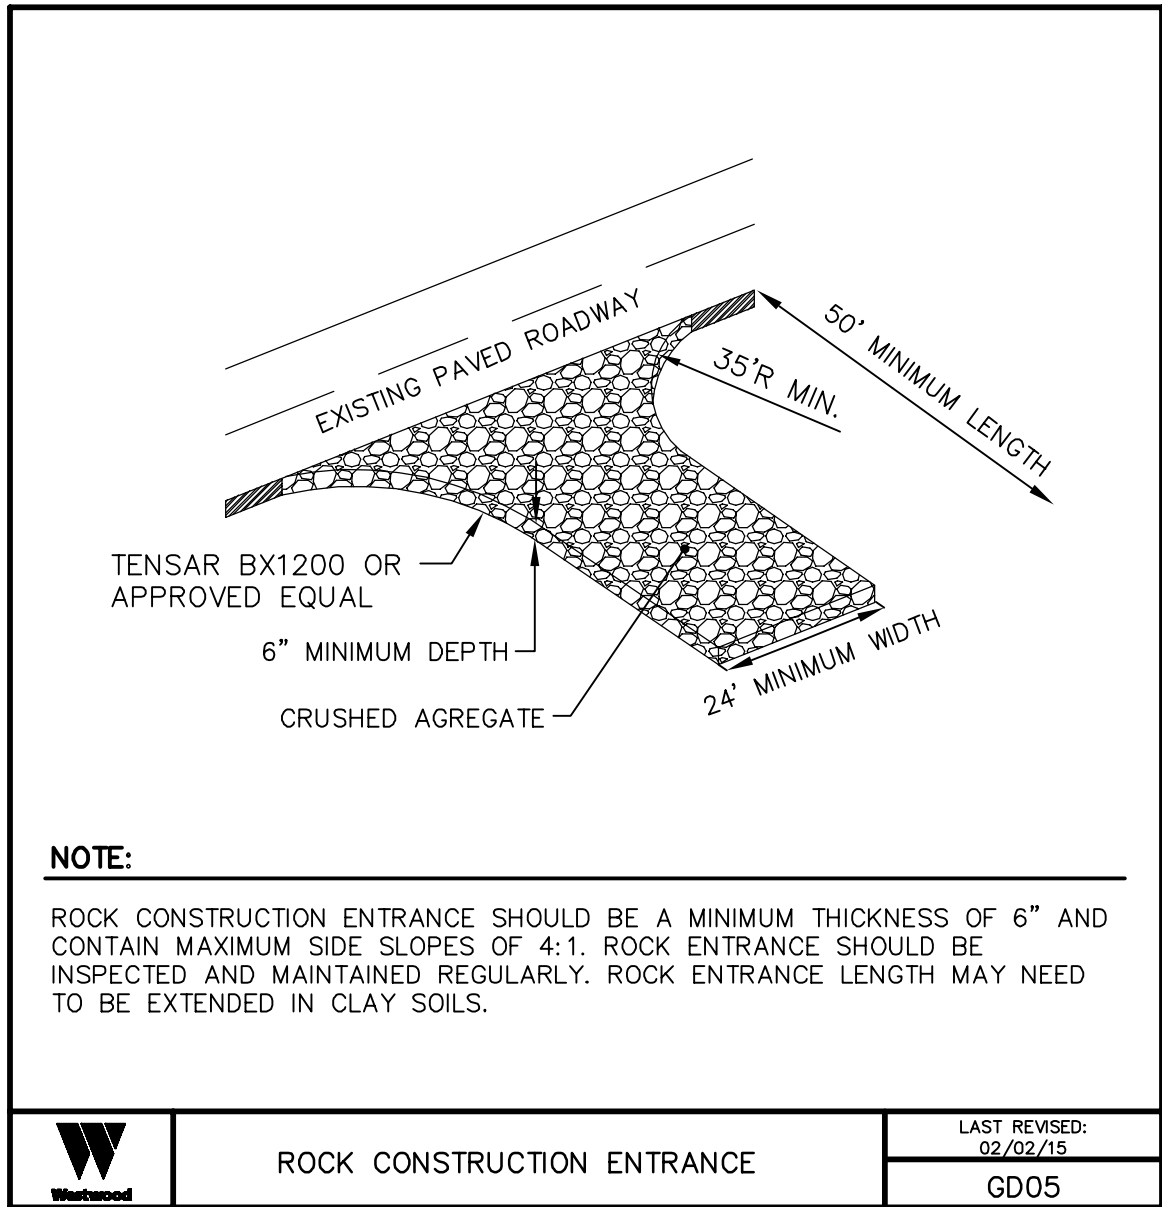 EXISTING PAVED ROADWAY
50' MINIMUM LENGTH
35'R MIN.
TENSAR BX1200 OR
APPROVED EQUAL
6” MINIMUM DEPTH
24' MINIMUM WIDTH
CRUSHED AGREGATE
NOTE:
ROCK CONSTRUCTION ENTRANCE SHOULD BE A MINIMUM THICKNESS OF 6” AND
CONTAIN MAXIMUM SIDE SLOPES OF 4:1. ROCK ENTRANCE SHOULD BE
INSPECTED AND MAINTAINED REGULARLY. ROCK ENTRANCE LENGTH MAY NEED
TO BE EXTENDED IN CLAY SOILS.
Westwood
ROCK CONSTRUCTION ENTRANCE
LAST REVISED:
02/02/15
GD05